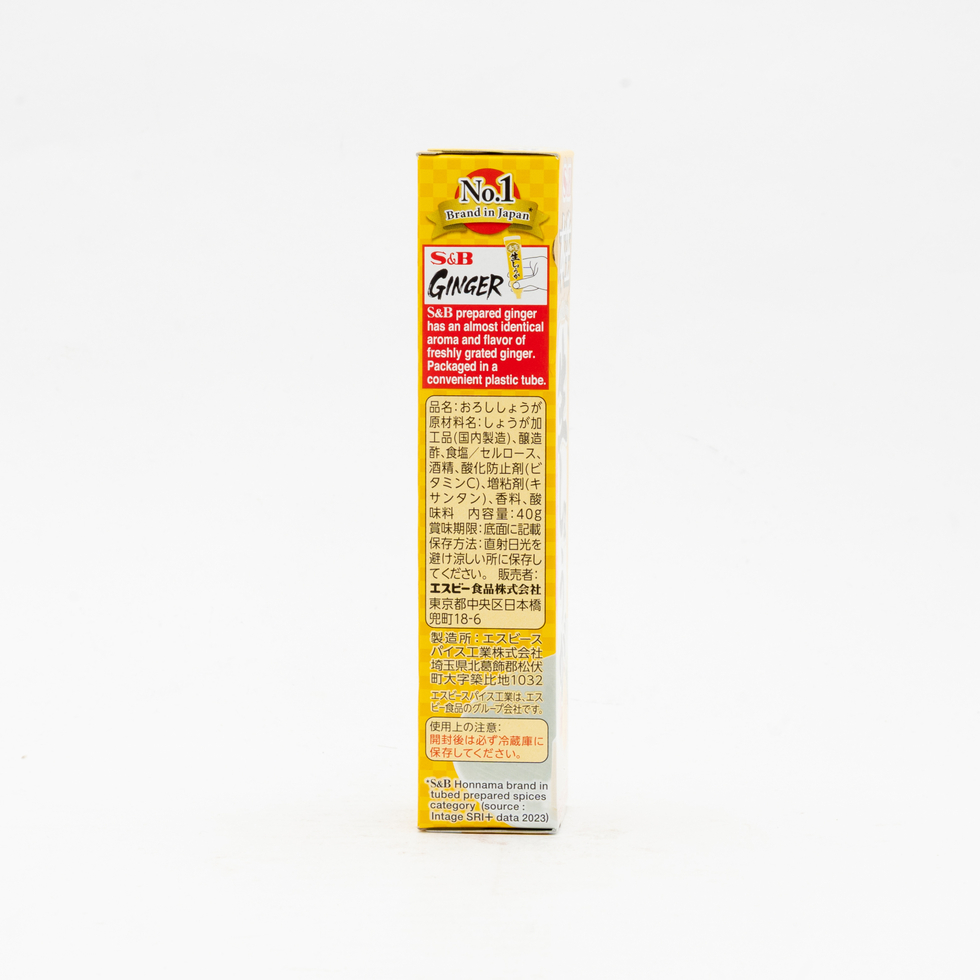 No.1
Brand in Japan*
S&B
GINGER
生しょうが
S&B prepared ginger
has an almost identical
aroma and flavor of
freshly grated ginger.
Packaged in a
convenient plastic tube.
品名:おろししょうが
原材料名:しょうが加
工品(国内製造)、醸造
酢、食塩/セルロース、
酒精、酸化防止剤(ビ
タミンC)、増粘剤(キ
サンタン)、香料、酸
味料 内容量:40g
賞味期限:底面に記載
保存方法:直射日光を
避け涼しい所に保存し
てください。 販売者:
エスビー食品株式会社
東京都中央区日本橋
兜町18-6
製造所:エスビース
パイス工業株式会社
埼玉県北葛飾郡松伏
町大字築比地1032
エスビースパイス工業は、エス
ビー食品のグループ会社です。
使用上の注意:
開封後は必ず冷蔵庫に
保存してください。
*S&B Honnama brand in
tubed prepared spices
category (source :
Intage SRI+ data 2023)